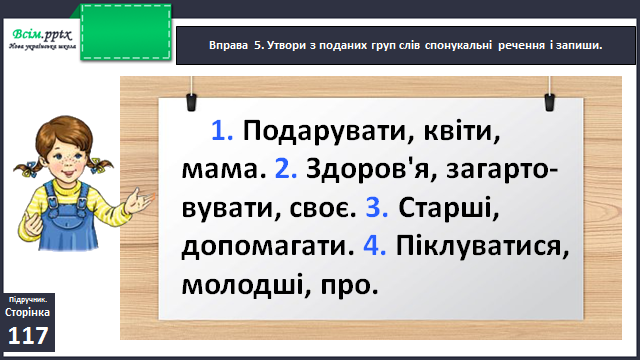 Всім.pptx
Нова українська школа
Вправа 5. Утвори з поданих груп слів спонукальні речення і запиши.
1. Подарувати, квіти,
мама. 2. Здоров'я, загарто-
вувати, своє. 3. Старші,
допомагати. 4. Піклуватися,
молодші, про.
Підручник.
Сторінка
117